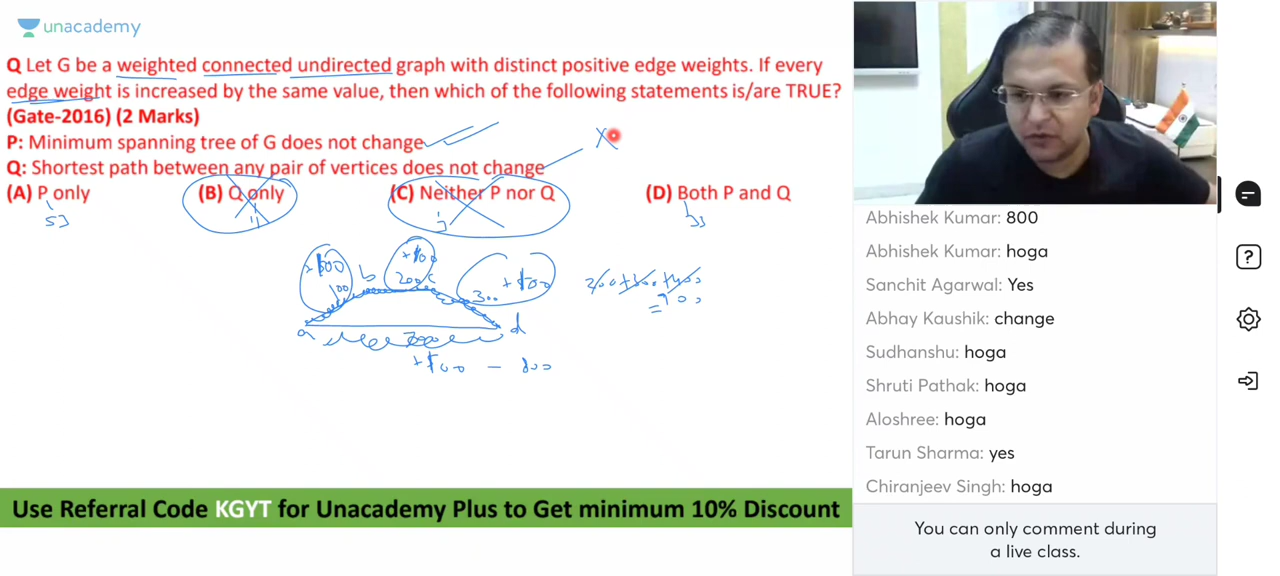 unacademy
Q Let G be a weighted connected undirected graph with distinct positive edge weights. If every
edge weight is increased by the same value, then which of the following statements is/are TRUE?
(Gate-2016) (2 Marks)
P: Minimum spanning tree of G does not change
Q: Shortest path between any pair of vertices does not change
(A) P only
(B) Q only
(C) Neither P nor Q
(D) Both P and Q
53
b
100
200
c
300
a
d
- 800
Use Referral Code KGYT for Unacademy Plus to Get minimum 10% Discount
Abhishek Kumar: 800
Abhishek Kumar: hoga
Sanchit Agarwal: Yes
Abhay Kaushik: change
Sudhanshu: hoga
Shruti Pathak: hoga
Aloshree: hoga
Tarun Sharma: yes
Chiranjeev Singh: hoga
You can only comment during
a live class.